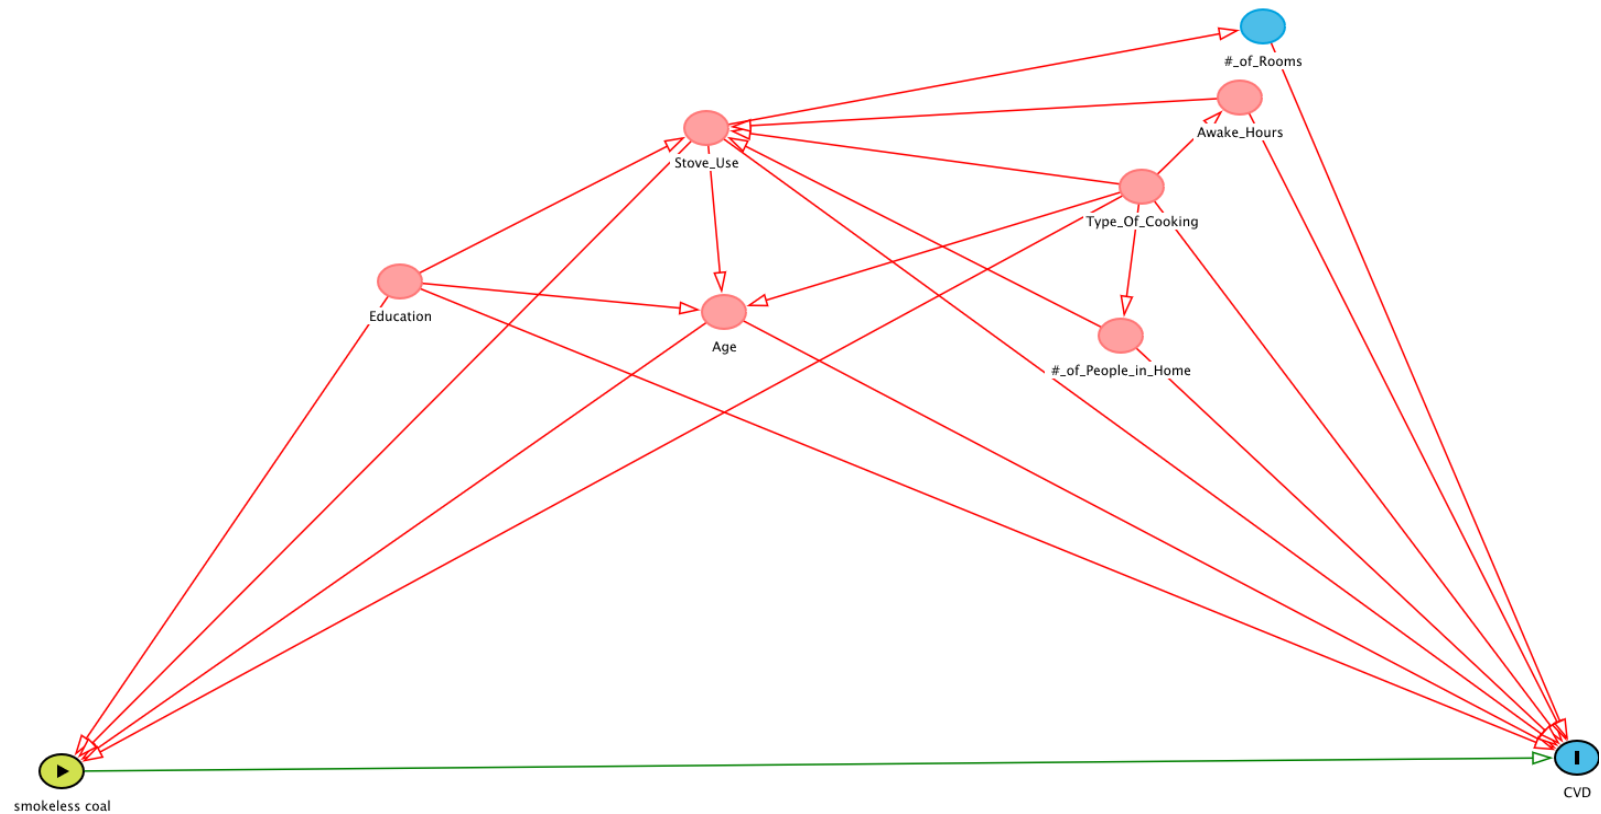 #_of_Rooms
Awake_Hours
Stove_Use
Type_Of_Cooking
Education
Age
#_of_People_in_Home
smokeless coal
CVD